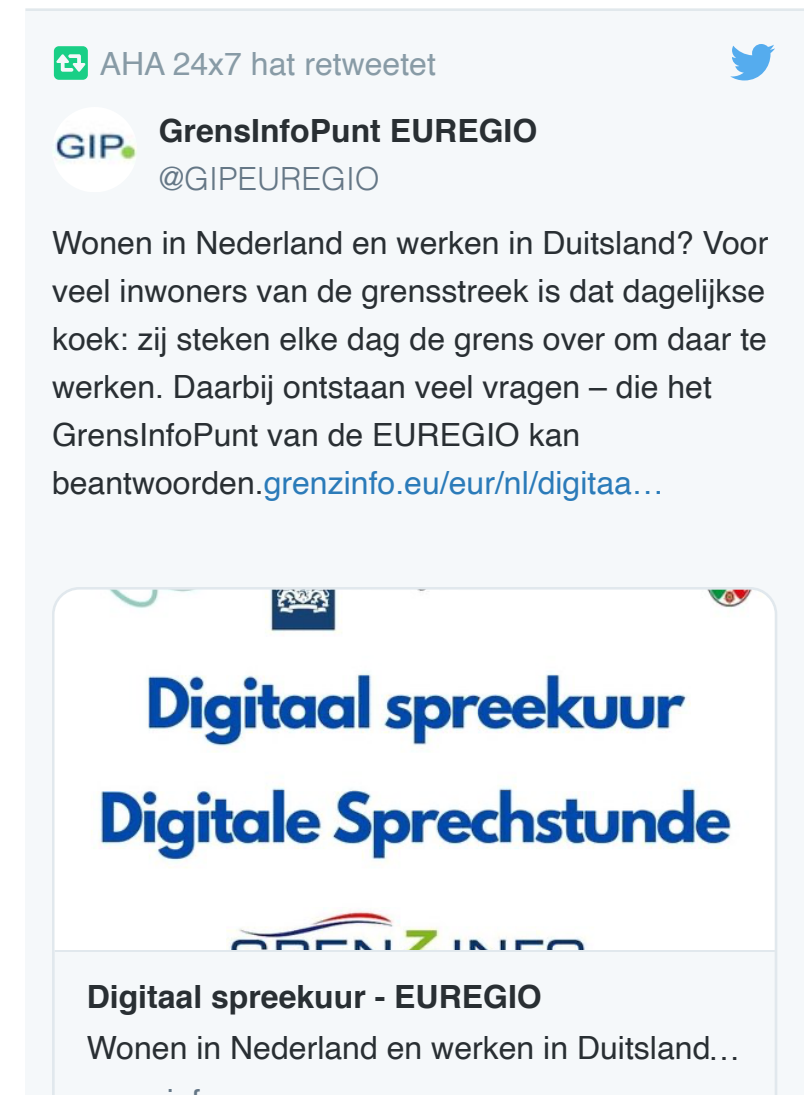 AHA 24x7 hat retweetet
GIP.
GrensInfoPunt EUREGIO
@GIPEUREGIO
Wonen in Nederland en werken in Duitsland? Voor
veel inwoners van de grensstreek is dat dagelijkse
koek: zij steken elke dag de grens over om daar te
werken. Daarbij ontstaan veel vragen – die het
GrensInfoPunt van de EUREGIO kan
beantwoorden.grenzinfo.eu/eur/nl/digitaa…
Digitaal spreekuur
Digitale Sprechstunde
GRENZINFO
Digitaal spreekuur - EUREGIO
Wonen in Nederland en werken in Duitsland…